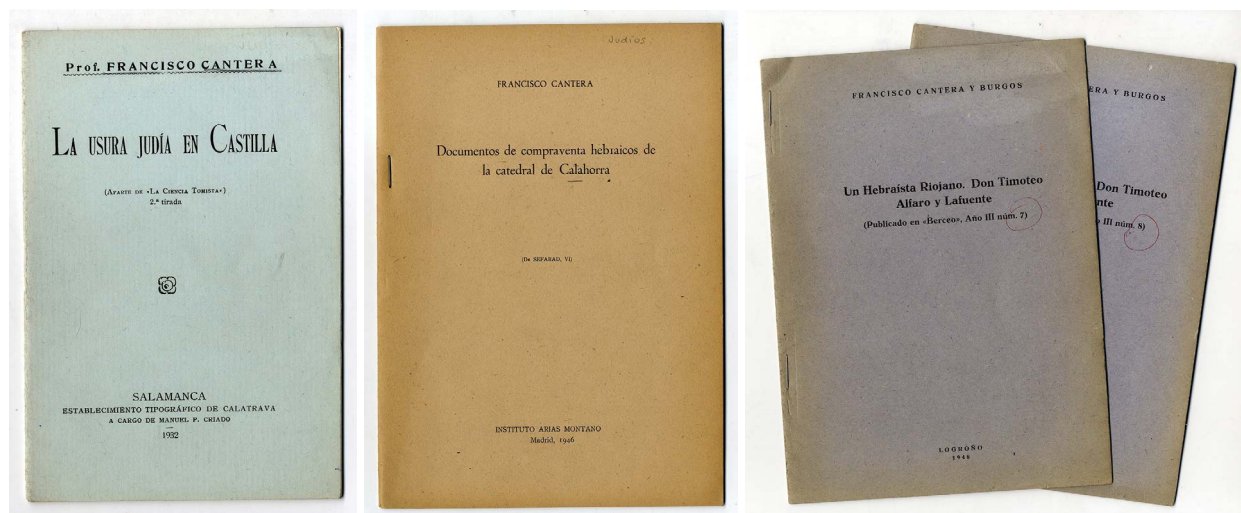 Prof. FRANCISCO CANTERA
LA USURA JUDÍA EN CASTILLA
(APARTE DE «LA CIENCIA TOMISTA»)
2.ª tirada
SALAMANCA
ESTABLECIMIENTO TIPOGRÁFICO DE CALATRAVA
A CARGO DE MANUEL P. CRIADO
1932
Judíos
FRANCISCO CANTERA
Documentos de compraventa hebraicos de
la catedral de Calahorra
(De SEFARAD, VI)
INSTITUTO ARIAS MONTANO
Madrid, 1946
FRANCISCO CANTERA Y BURGOS
Un Hebraísta Riojano. Don Timoteo
Alfaro y Lafuente
(Publicado en «Berceo», Año III núm. 7)
LOGROÑO
1948
ERA Y BURGOS
Don Timoteo
nte
III núm. 8)